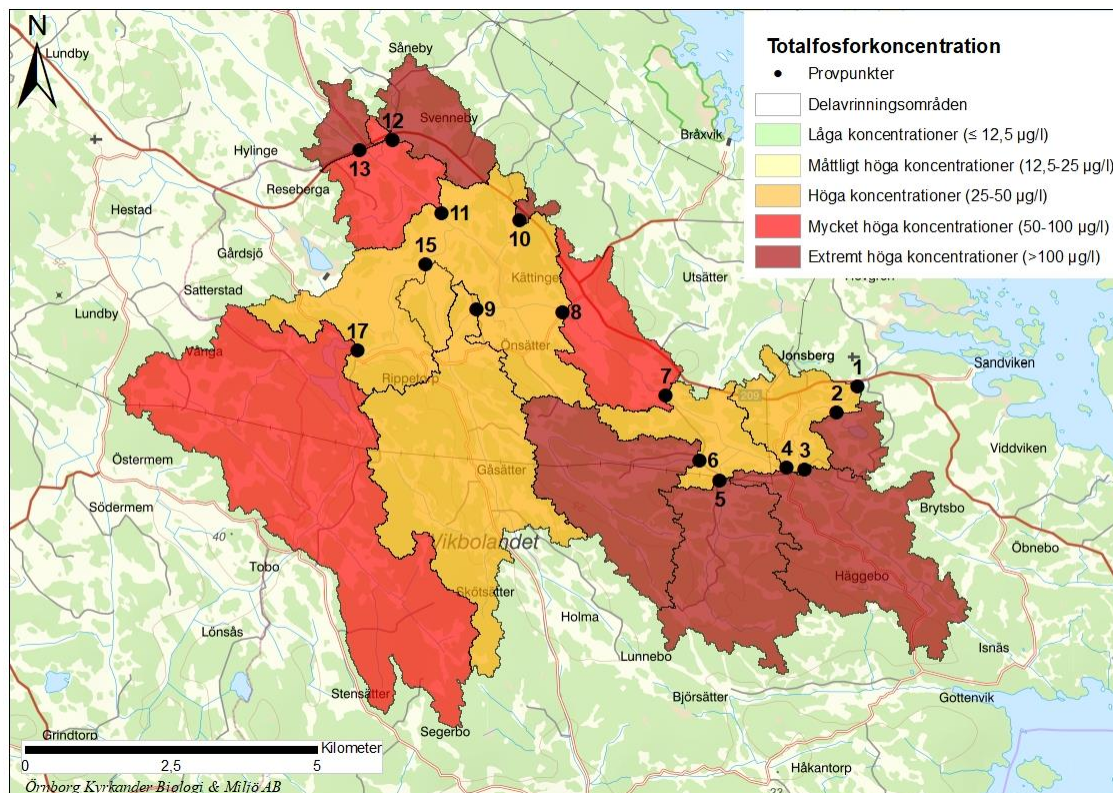 N
Lundby
Såneby
Svenneby
Bråxvik
Hylinge
12
13
Reseberga
Hestad
11
10
Gårdsjö
15
Kättinge
Utsätter
Satterstad
Lundby
9
8
17
Vånga
Önsätter
Rippetorp
Jonsberg
1
Sandviken
7
209
2
Östermem
Gåsätter
6
4
3
5
Viddviken
Södermem
40
Vikbolandet
Brytsbo
Öbnebo
Tobo
Häggebo
Skötsätter
Holma
Lönsås
Lunnebo
Isnäs
Stensätter
Björsätter
Gottenvik
Segerbo
Grindtorp
Håkantorp
23
Totalfosforkoncentration
Provpunkter
Delavrinningsområden
Låga koncentrationer (≤ 12,5 µg/l)
Måttligt höga koncentrationer (12,5-25 µg/l)
Höga koncentrationer (25-50 µg/l)
Mycket höga koncentrationer (50-100 µg/l)
Extremt höga koncentrationer (>100 µg/l)
Kilometer
0 2,5 5
Örnborg Kyrkander Biologi & Miljö AB